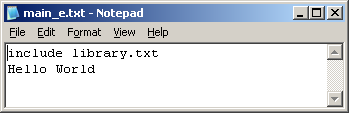 main_e.txt - Notepad
File Edit Format View Help
include library.txt
Hello World